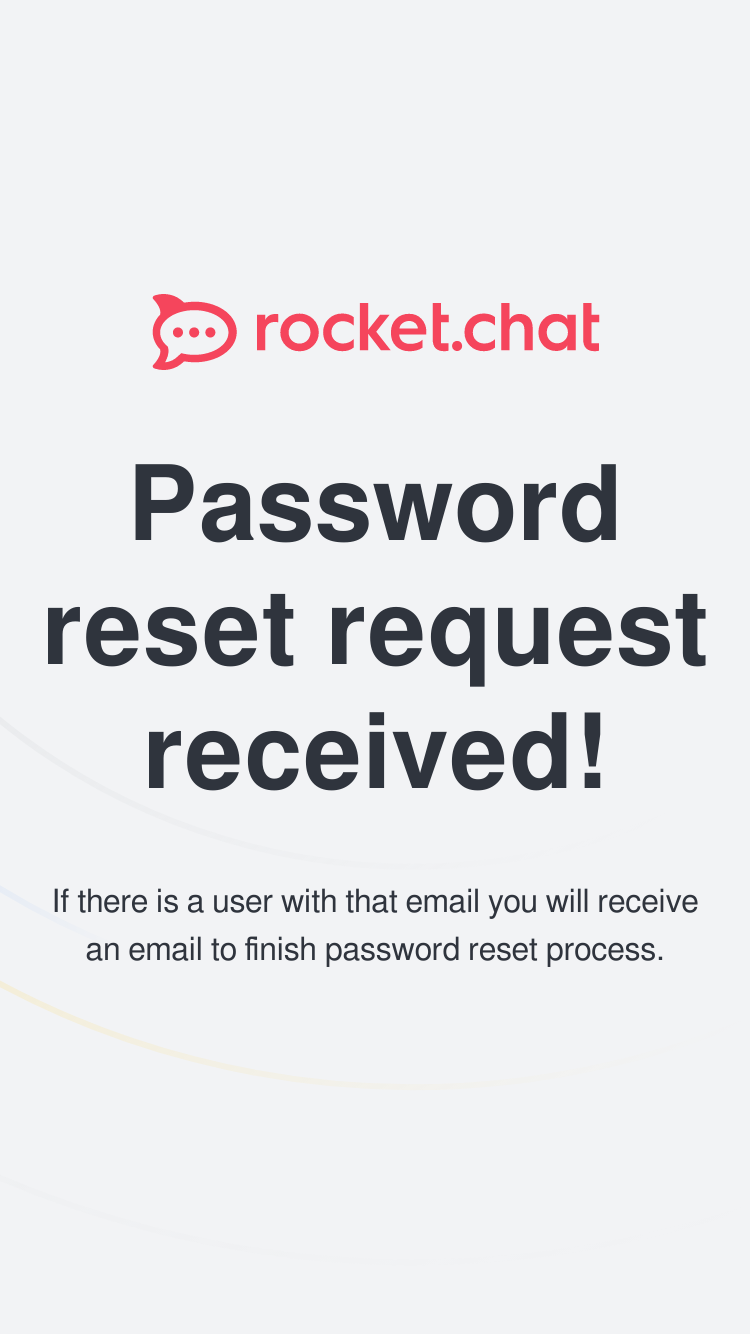 rocket.chat
Password
reset request
received!
If there is a user with that email you will receive
an email to finish password reset process.